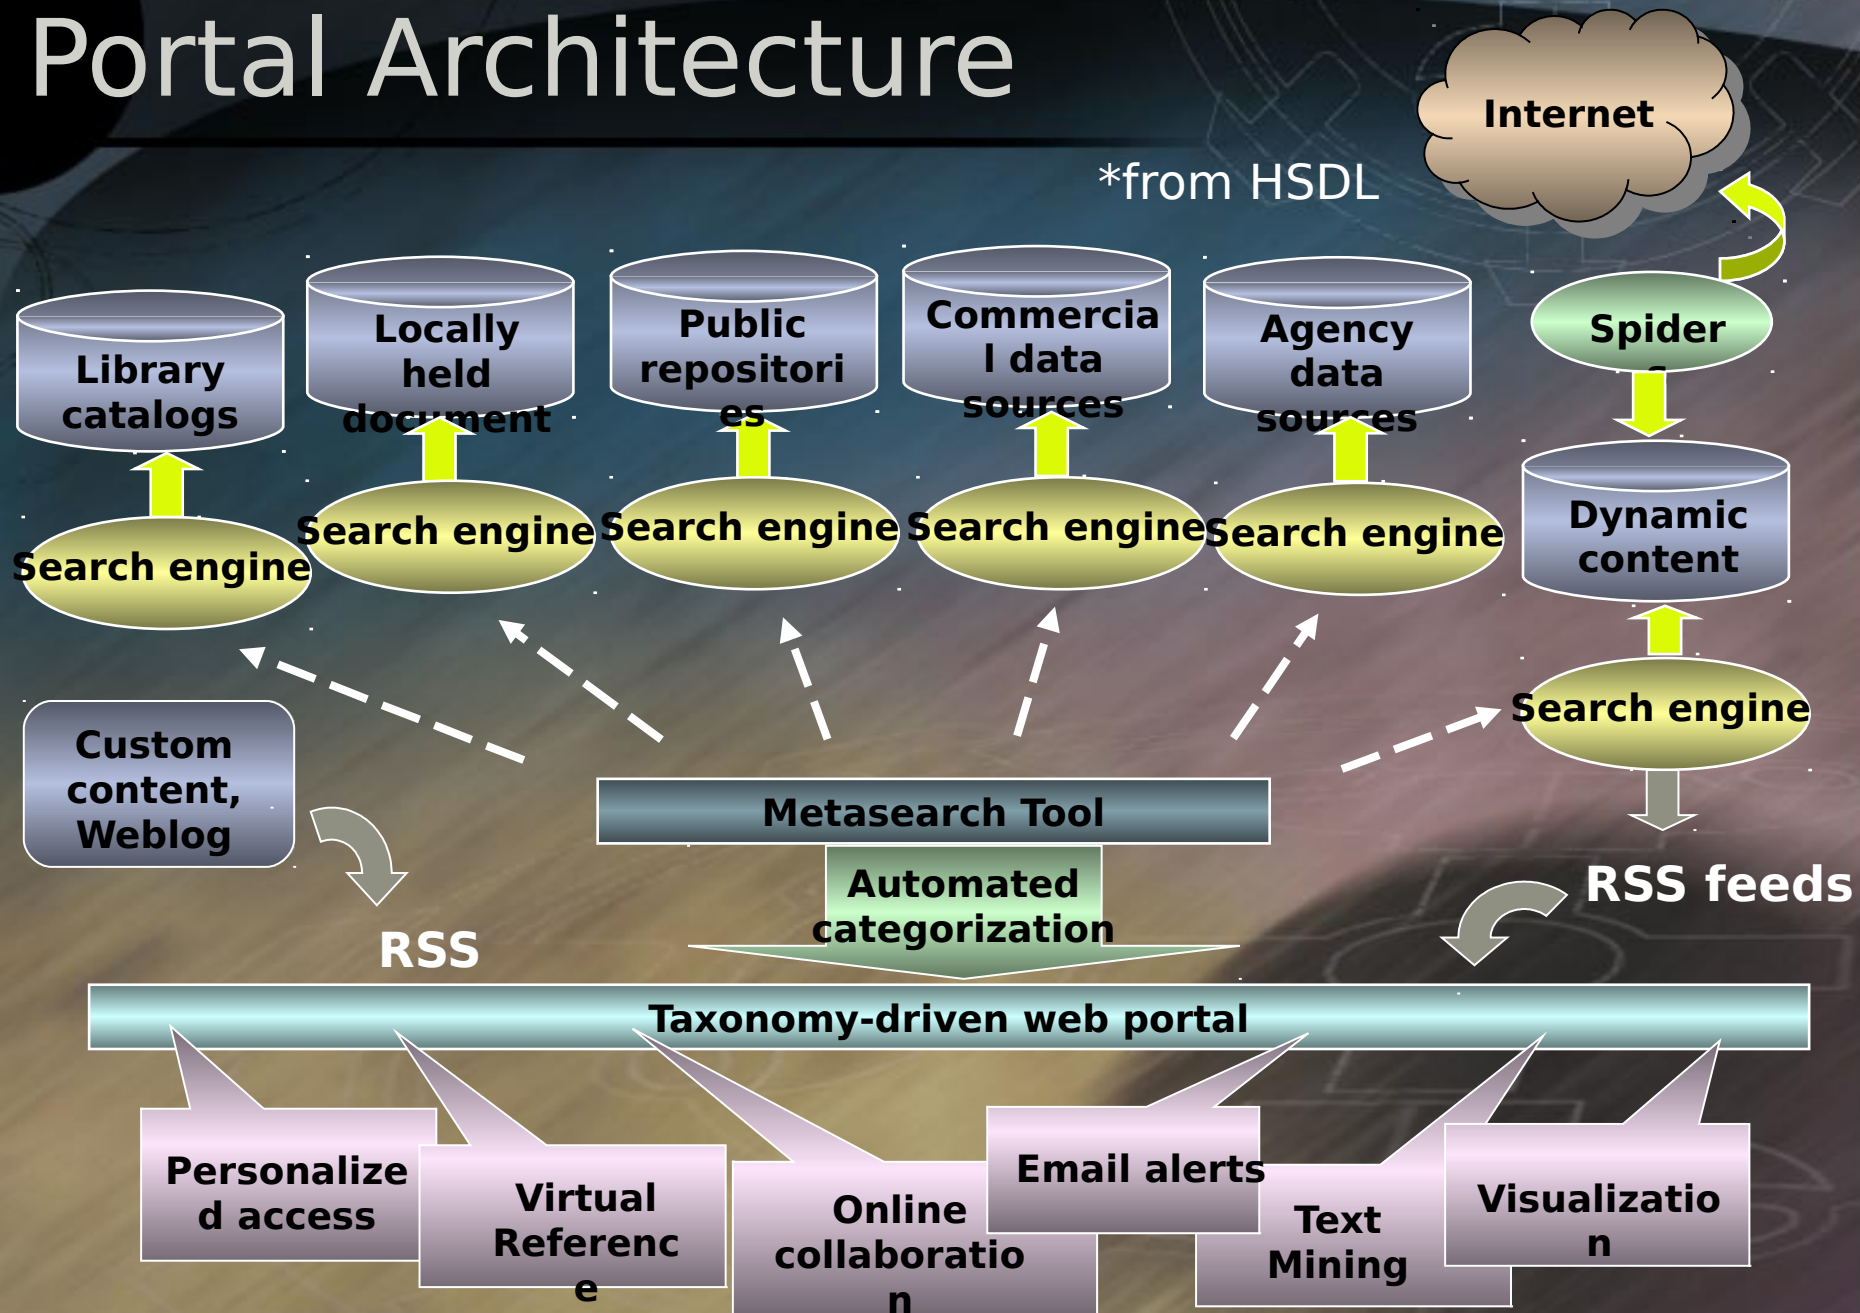 Portal Architecture
Internet
*from HSDL
Library
catalogs
Locally
held
document
Public
repositori
es
Commercia
l data
sources
Agency
data
sources
Spider
s
Search engine
Search engine
Search engine
Search engine
Search engine
Dynamic
content
Search engine
Custom
content,
Weblog
Metasearch Tool
Automated
categorization
RSS feeds
RSS
Taxonomy-driven web portal
Personalize
d access
Virtual
Referenc
e
Online
collaboratio
n
Email alerts
Text
Mining
Visualizatio
n